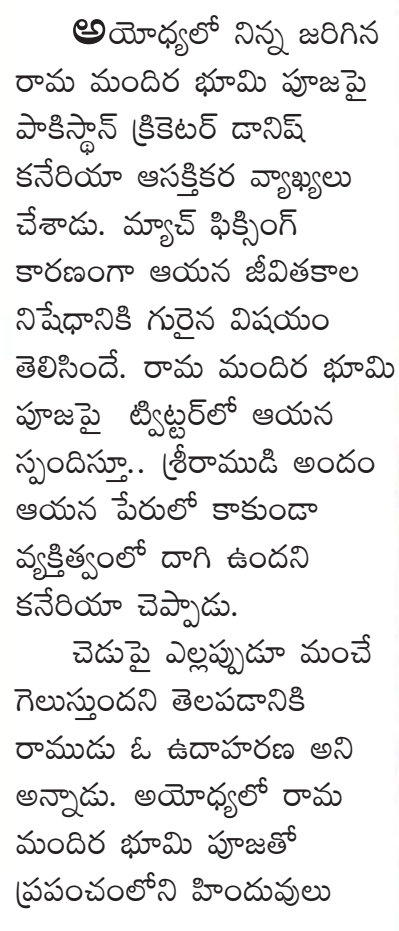 అయోధ్యలో నిన్న జరిగిన
రామ మందిర భూమి పూజపై
పాకిస్థాన్ క్రికెటర్ డానిష్
కనేరియా ఆసక్తికర వ్యాఖ్యలు
చేశాడు. మ్యాచ్ ఫిక్సింగ్
కారణంగా ఆయన జీవితకాల
నిషేధానికి గురైన విషయం
తెలిసిందే. రామ మందిర భూమి
పూజపై ట్విట్టర్‌లో ఆయన
స్పందిస్తూ.. శ్రీరాముడి అందం
ఆయన పేరులో కాకుండా
వ్యక్తిత్వంలో దాగి ఉందని
కనేరియా చెప్పాడు.
చెడుపై ఎల్లప్పుడూ మంచే
గెలుస్తుందని తెలపడానికి
రాముడు ఓ ఉదాహరణ అని
అన్నాడు. అయోధ్యలో రామ
మందిర భూమి పూజతో
ప్రపంచంలోని హిందువులు